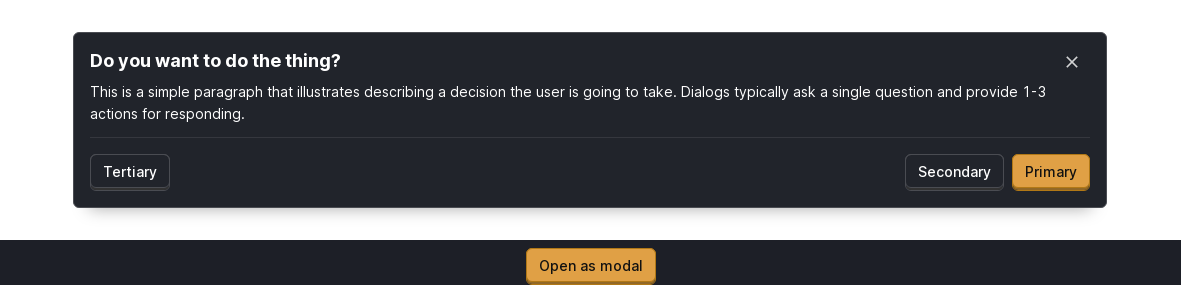 Do you want to do the thing?
This is a simple paragraph that illustrates describing a decision the user is going to take. Dialogs typically ask a single question and provide 1-3
actions for responding.
Tertiary
Secondary
Primary
Open as modal